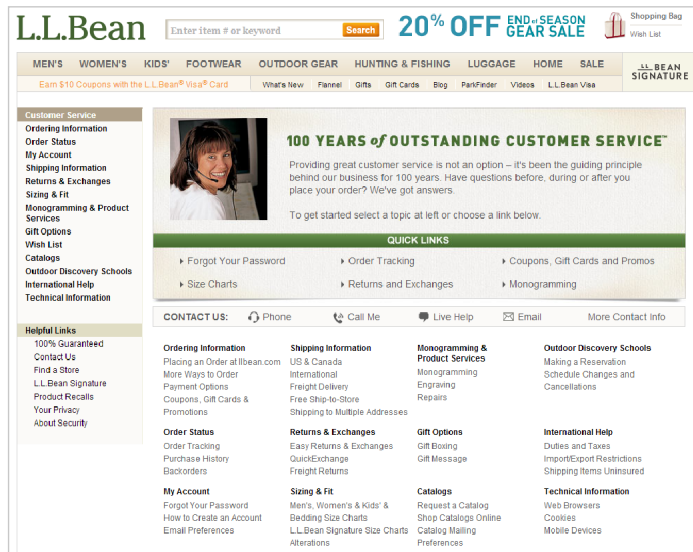 L.L.Bean
Enter item # or keyword
Search
20% OFF END of SEASON GEAR SALE
Shopping Bag
Wish List
MEN'S WOMEN'S KIDS' FOOTWEAR OUTDOOR GEAR HUNTING & FISHING LUGGAGE HOME SALE
L.L.BEAN
SIGNATURE
Earn $10 Coupons with the L.L.Bean® Visa® Card
What's New Flannel Gifts Gift Cards Blog ParkFinder Videos L.L.Bean Visa
Customer Service
Ordering Information
Order Status
My Account
Shipping Information
Returns & Exchanges
Sizing & Fit
Monogramming & Product
Services
Gift Options
Wish List
Catalogs
Outdoor Discovery Schools
International Help
Technical Information
Helpful Links
100% Guaranteed
Contact Us
Find a Store
L.L.Bean Signature
Product Recalls
Your Privacy
About Security
100 YEARS of OUTSTANDING CUSTOMER SERVICE™
Providing great customer service is not an option – it's been the guiding principle
behind our business for 100 years. Have questions before, during or after you
place your order? We've got answers.
To get started select a topic at left or choose a link below.
QUICK LINKS
Forgot Your Password Order Tracking Coupons, Gift Cards and Promos
Size Charts Returns and Exchanges Monogramming
CONTACT US: Phone Call Me Live Help Email More Contact Info
Ordering Information
Placing an Order at llbean.com
More Ways to Order
Payment Options
Coupons, Gift Cards &
Promotions
Shipping Information
US & Canada
International
Freight Delivery
Free Ship-to-Store
Shipping to Multiple Addresses
Monogramming &
Product Services
Monogramming
Engraving
Repairs
Outdoor Discovery Schools
Making a Reservation
Schedule Changes and
Cancellations
Order Status
Order Tracking
Purchase History
Backorders
Returns & Exchanges
Easy Returns & Exchanges
QuickExchange
Freight Returns
Gift Options
Gift Boxing
Gift Message
International Help
Duties and Taxes
Import/Export Restrictions
Shipping Items Uninsured
My Account
Forgot Your Password
How to Create an Account
Email Preferences
Sizing & Fit
Men's, Women's & Kids' &
Bedding Size Charts
L.L.Bean Signature Size Charts
Alterations
Catalogs
Request a Catalog
Shop Catalogs Online
Catalog Mailing
Preferences
Technical Information
Web Browsers
Cookies
Mobile Devices